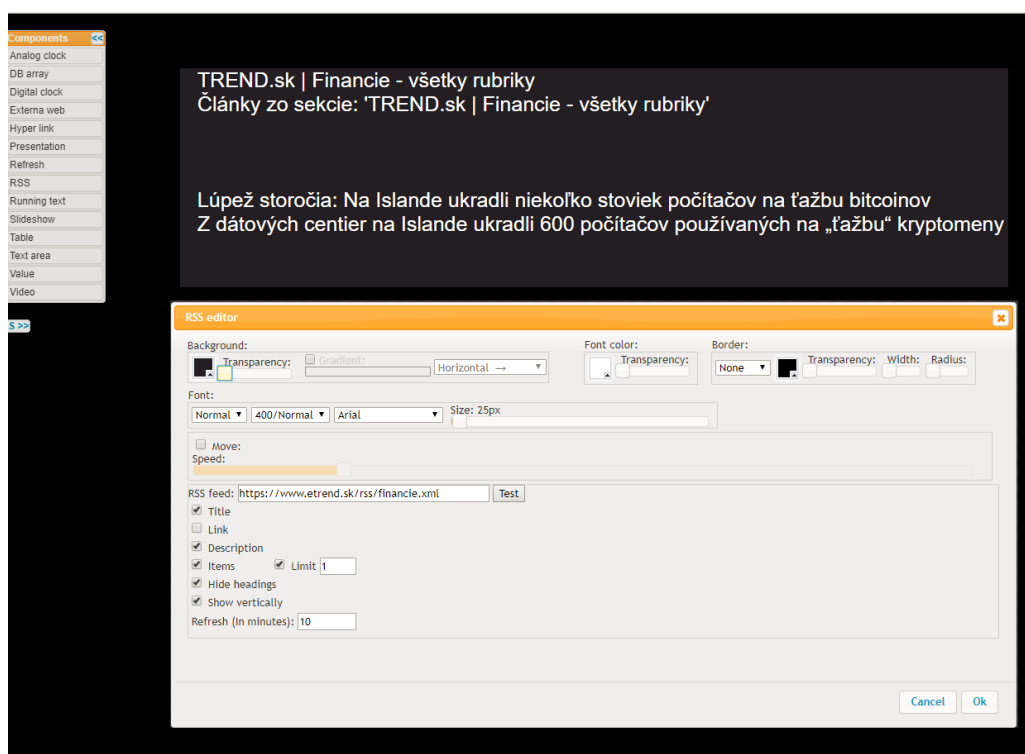 Components <<
Analog clock
DB array
Digital clock
Externa web
Hyper link
Presentation
Refresh
RSS
Running text
Slideshow
Table
Text area
Value
Video
S >>
TREND.sk | Financie - všetky rubriky
Články zo sekcie: 'TREND.sk | Financie - všetky rubriky'
Lúpež storočia: Na Islande ukradli niekoľko stoviek počítačov na ťažbu bitcoinov
Z dátových centier na Islande ukradli 600 počítačov používaných na „ťažbu“ kryptomeny
RSS editor
Background: Font color: Border:
Transparency: Gradient: Horizontal → Transparency: None Transparency: Width: Radius:
Font:
Normal 400/Normal Arial Size: 25px
Move:
Speed:
RSS feed: https://www.etrend.sk/rss/financie.xml Test
Title
Link
Description
Items Limit 1
Hide headings
Show vertically
Refresh (In minutes): 10
Cancel Ok